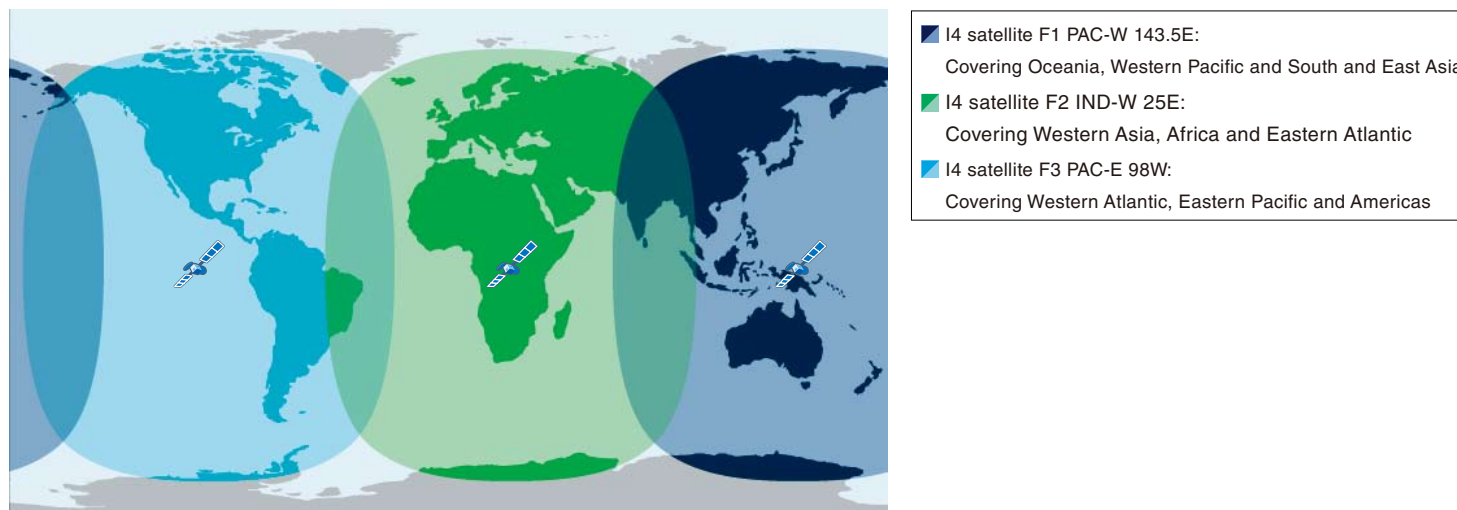 I4 satellite F1 PAC-W 143.5E:
Covering Oceania, Western Pacific and South and East Asia
I4 satellite F2 IND-W 25E:
Covering Western Asia, Africa and Eastern Atlantic
I4 satellite F3 PAC-E 98W:
Covering Western Atlantic, Eastern Pacific and Americas